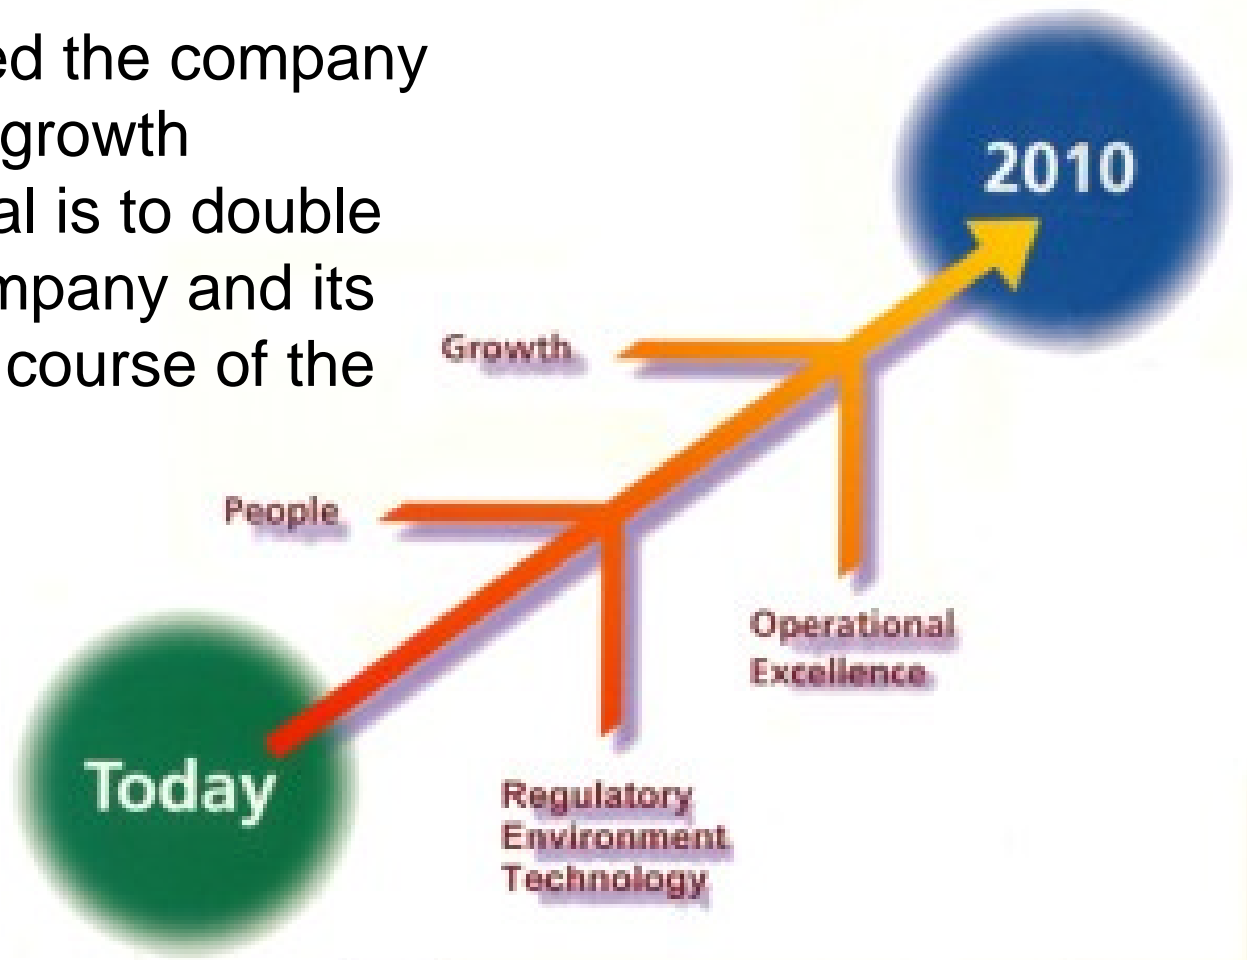 ed the company
growth
al is to double
mpany and its
course of the
2010
Growth
People
Operational
Excellence
Today
Regulatory
Environment
Technology